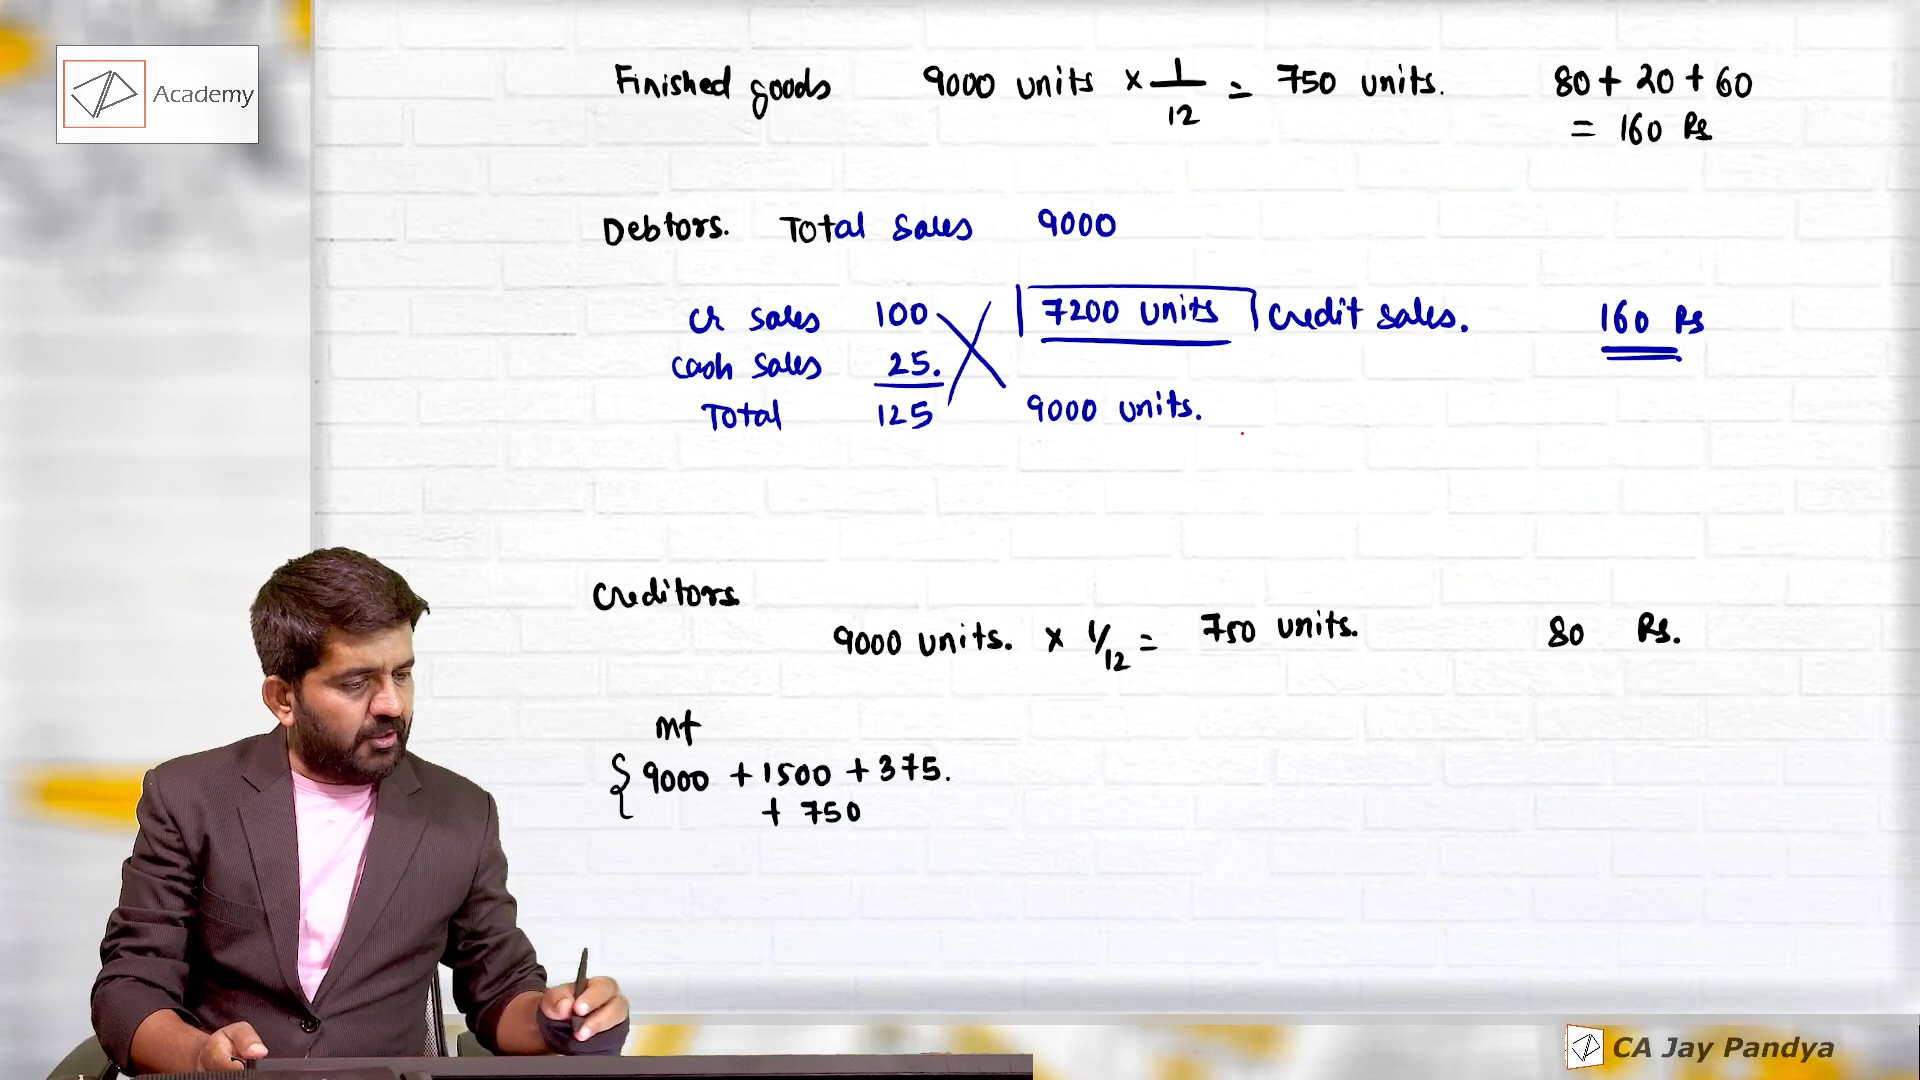 Academy
Finished goods 9000 units x 1/12 = 750 units. 80 + 20 + 60
= 160 Rs
Debtors. Total Sales 9000
Cr Sales 100 7200 units Credit Sales. 160 Rs
Cash Sales 25.
Total 125 9000 units.
Creditors
9000 units. x 1/12 = 750 units. 80 Rs.
mt
{ 9000 + 1500 + 375.
+ 750
CA Jay Pandya